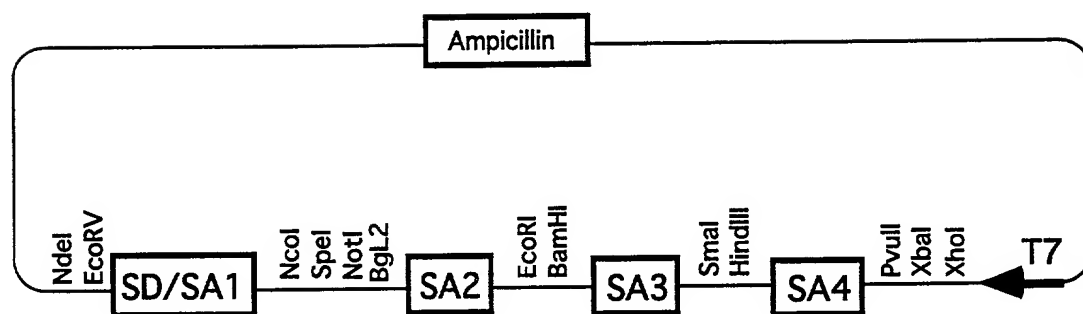 Ampicillin
NdeI
EcoRV
SD/SA1
NcoI
SpeI
NotI
BgL2
SA2
EcoRI
BamHI
SA3
SmaI
HindIII
SA4
PvuII
XbaI
XhoI
T7